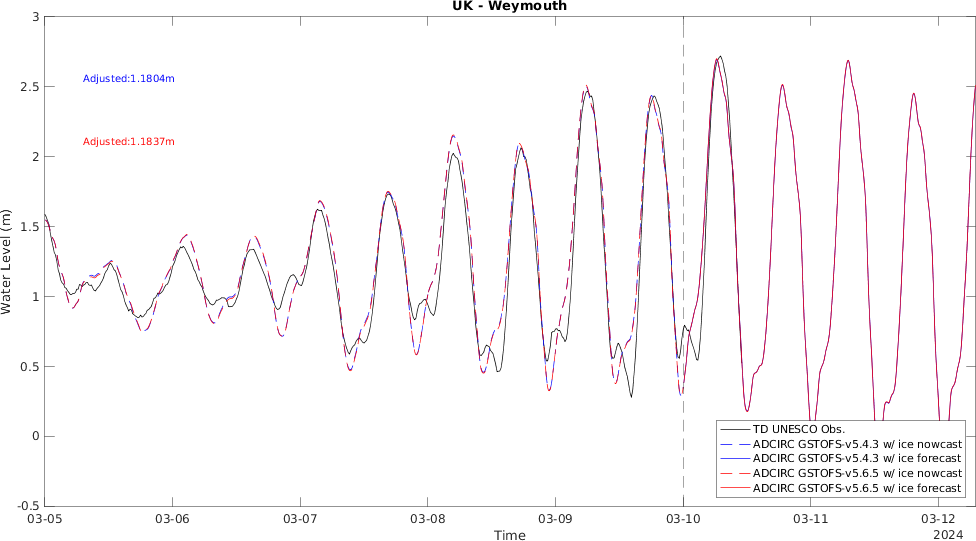 UK - Weymouth
3
2.5
2
1.5
1
0.5
0
-0.5
Water Level (m)
Adjusted:1.1804m
Adjusted:1.1837m
TD UNESCO Obs.
ADCIRC GSTOFS-v5.4.3 w/ ice nowcast
ADCIRC GSTOFS-v5.4.3 w/ ice forecast
ADCIRC GSTOFS-v5.6.5 w/ ice nowcast
ADCIRC GSTOFS-v5.6.5 w/ ice forecast
03-05 03-06 03-07 03-08 03-09 03-10 03-11 03-12
Time
2024